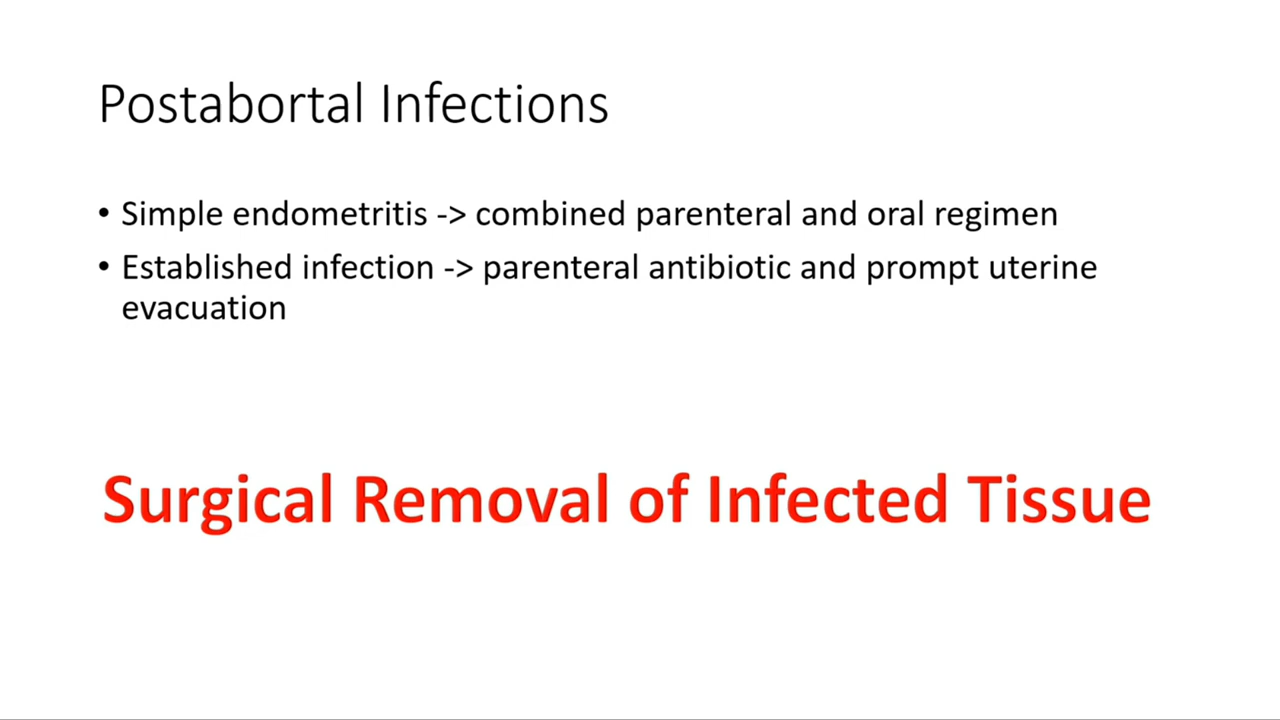 Postabortal Infections
• Simple endometritis -> combined parenteral and oral regimen
• Established infection -> parenteral antibiotic and prompt uterine
evacuation
Surgical Removal of Infected Tissue